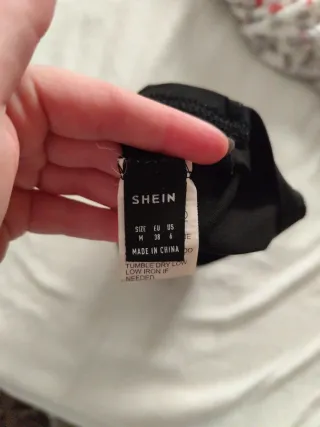 SHEIN
SIZE EU US
M 38 6
MADE IN CHINA
TUMBLE DRY LOW
LOW IRON IF
NEEDED